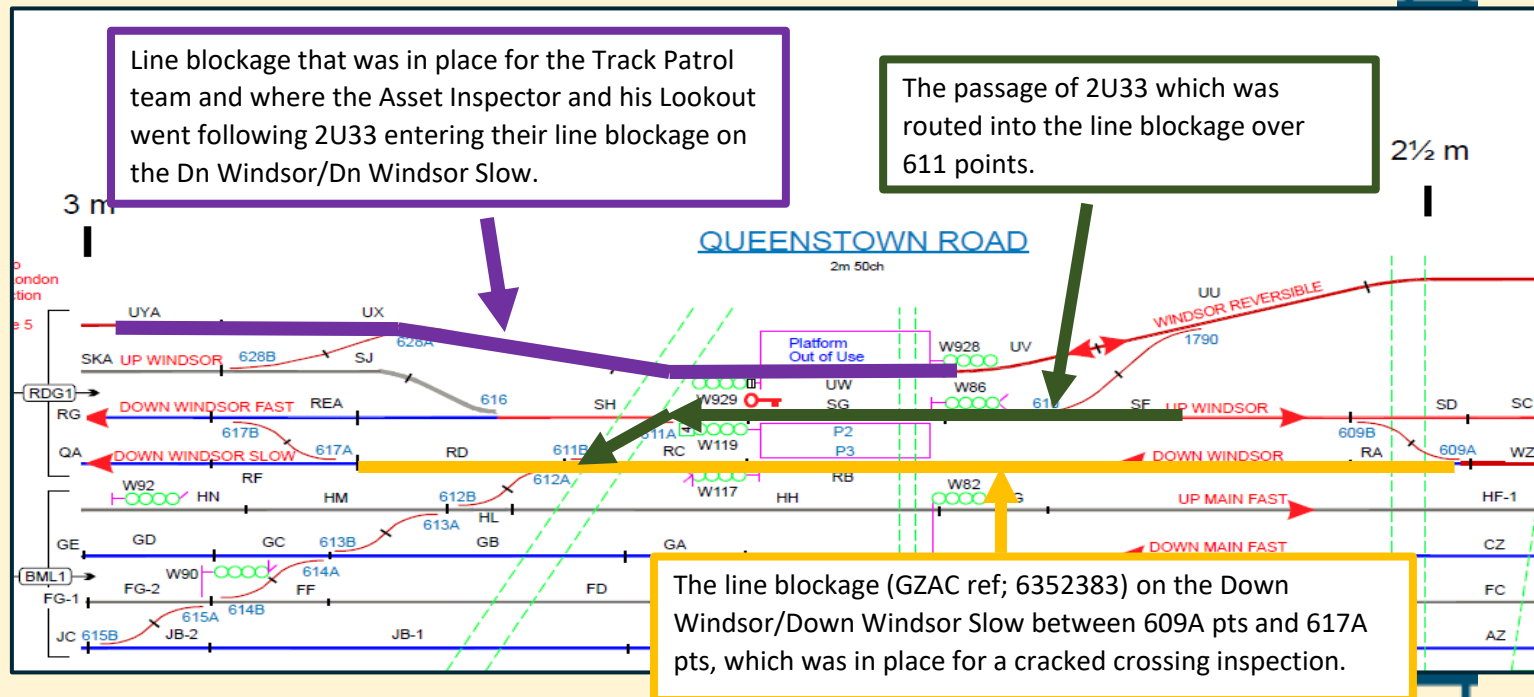 Line blockage that was in place for the Track Patrol
team and where the Asset Inspector and his Lookout
went following 2U33 entering their line blockage on
the Dn Windsor/Dn Windsor Slow.
The passage of 2U33 which was
routed into the line blockage over
611 points.
2½ m
3 m
QUEENSTOWN ROAD
2m 50ch
ondon
ction
e 5
UYA
UX
UU
WINDSOR REVERSIBLE
628B
628A
1790
SKA UP WINDSOR
SJ
Platform
Out of Use
W928
UV
RDG1
W929
UW
W86
RG
DOWN WINDSOR FAST
REA
616
SH
SG
SF
UP WINDSOR
SD
SC
617B
611A
4
W119
P2
609B
QA
DOWN WINDSOR SLOW
617A
RD
611B
RC
P3
DOWN WINDSOR
RA
609A
WZ
RF
612A
W117
RB
W92
HN
HM
612B
HH
W82
G
UP MAIN FAST
HF-1
613A
HL
GE
GD
GC
613B
GB
GA
DOWN MAIN FAST
CZ
BML1
W90
614A
FG-1
FG-2
614B
FF
FD
FC
615A
JC
615B
JB-2
JB-1
AZ
The line blockage (GZAC ref; 6352383) on the Down
Windsor/Down Windsor Slow between 609A pts and 617A
pts, which was in place for a cracked crossing inspection.